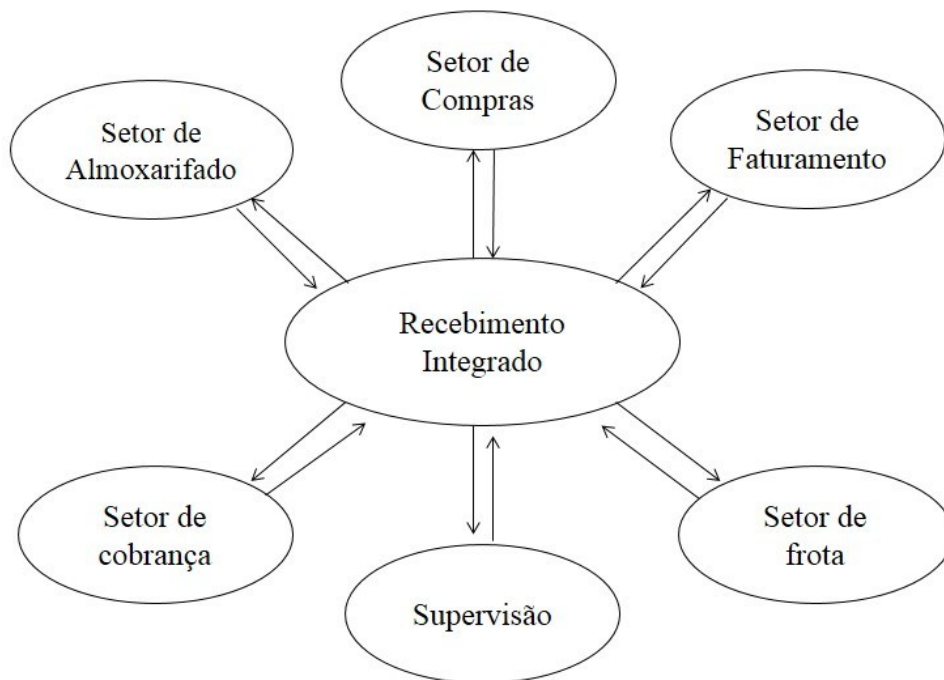 Setor de
Compras
Setor de
Almoxarifado
Setor de
Faturamento
Recebimento
Integrado
Setor de
cobrança
Supervisão
Setor de
frota